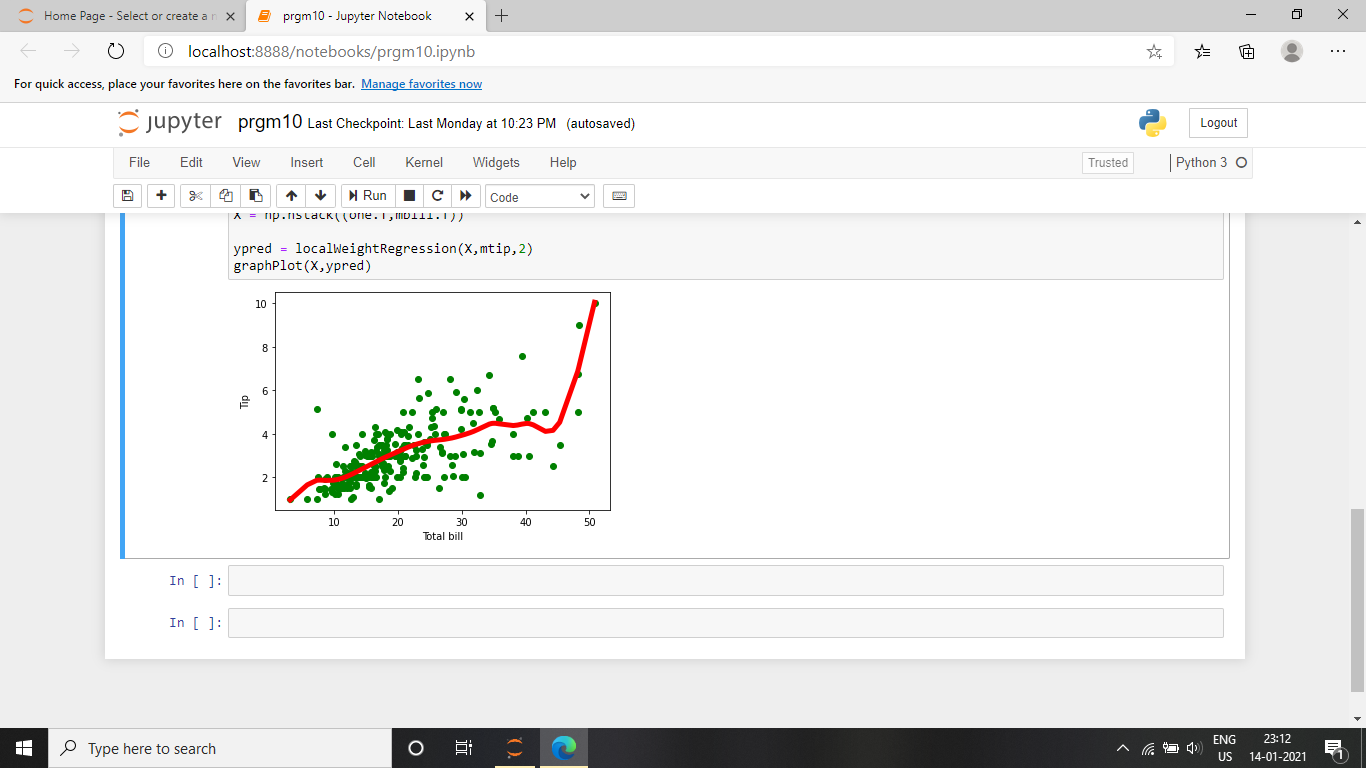 Home Page - Select or create a n
prgm10 - Jupyter Notebook
localhost:8888/notebooks/prgm10.ipynb
For quick access, place your favorites here on the favorites bar. Manage favorites now
jupyter prgm10 Last Checkpoint: Last Monday at 10:23 PM (autosaved)
Logout
File Edit View Insert Cell Kernel Widgets Help
Trusted
Python 3
Run
Code
X = np.hstack((one.T,mbill.T))
ypred = localWeightRegression(X,mtip,2)
graphPlot(X,ypred)
10
8
6
4
2
Tip
10 20 30 40 50
Total bill
In [ ]:
In [ ]:
Type here to search
ENG
US
23:12
14-01-2021
1